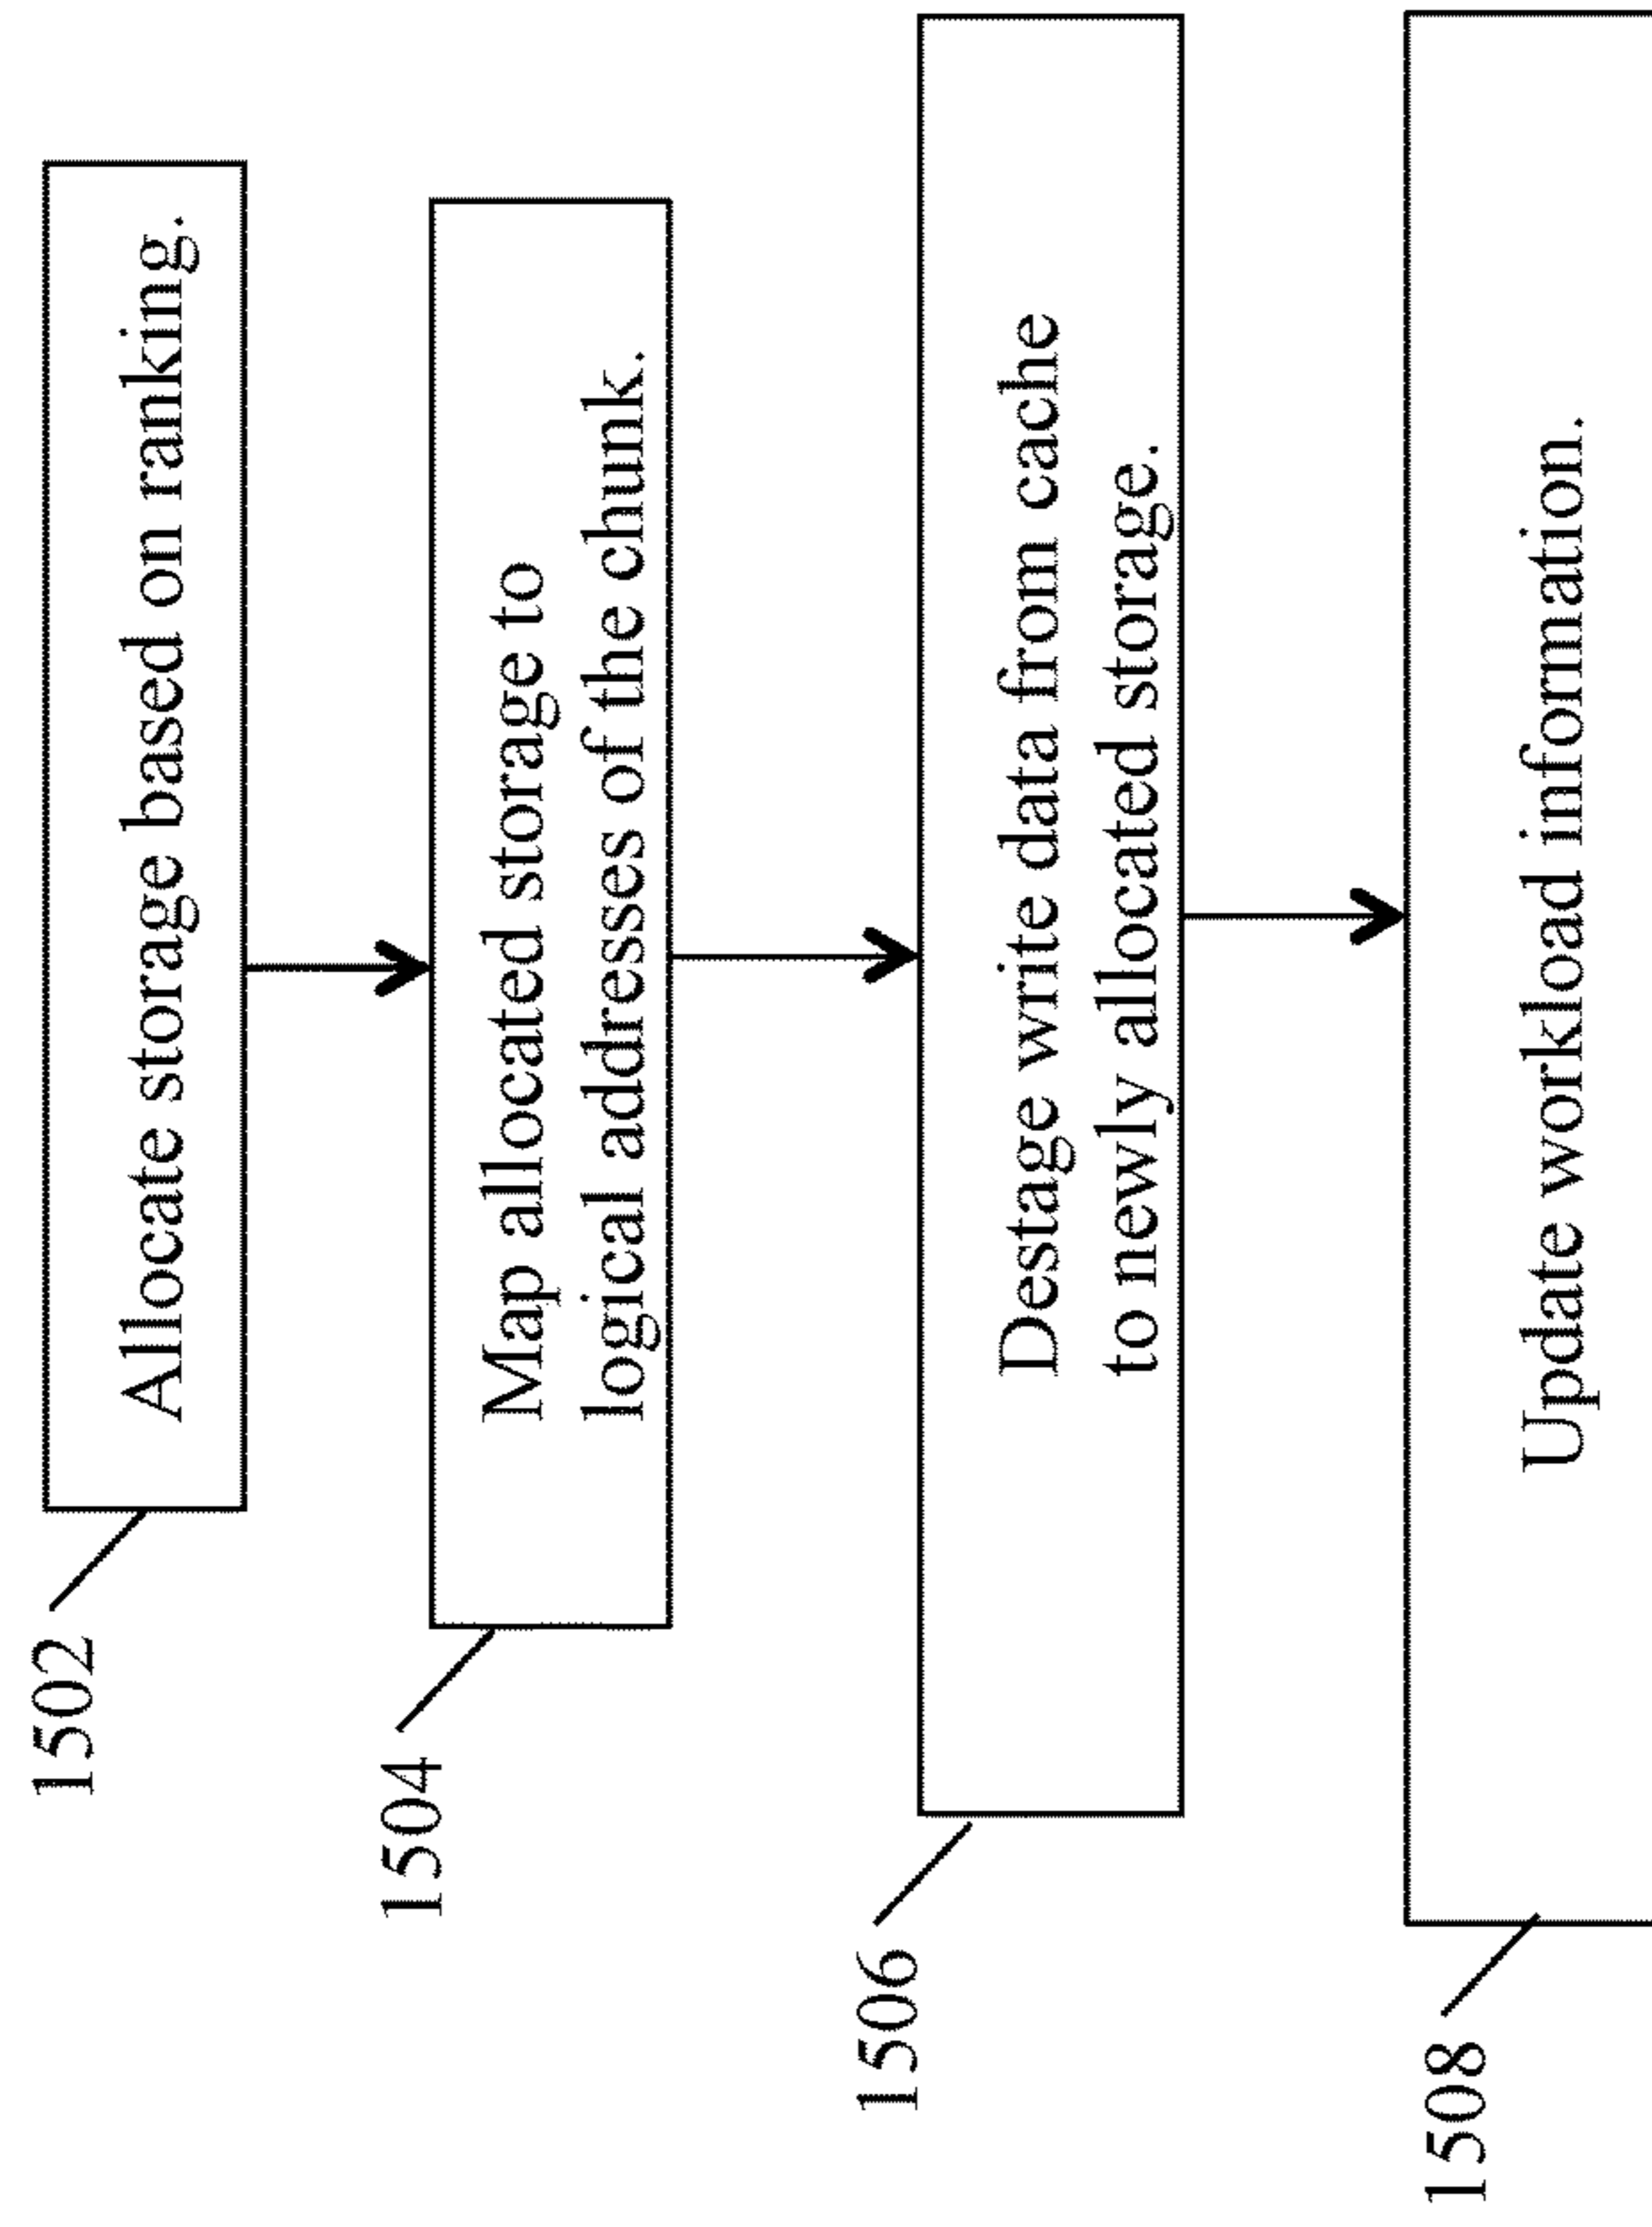 1502
Allocate storage based on ranking.
1504
Map allocated storage to
logical addresses of the chunk.
1506
Destage write data from cache
to newly allocated storage.
1508
Update workload information.